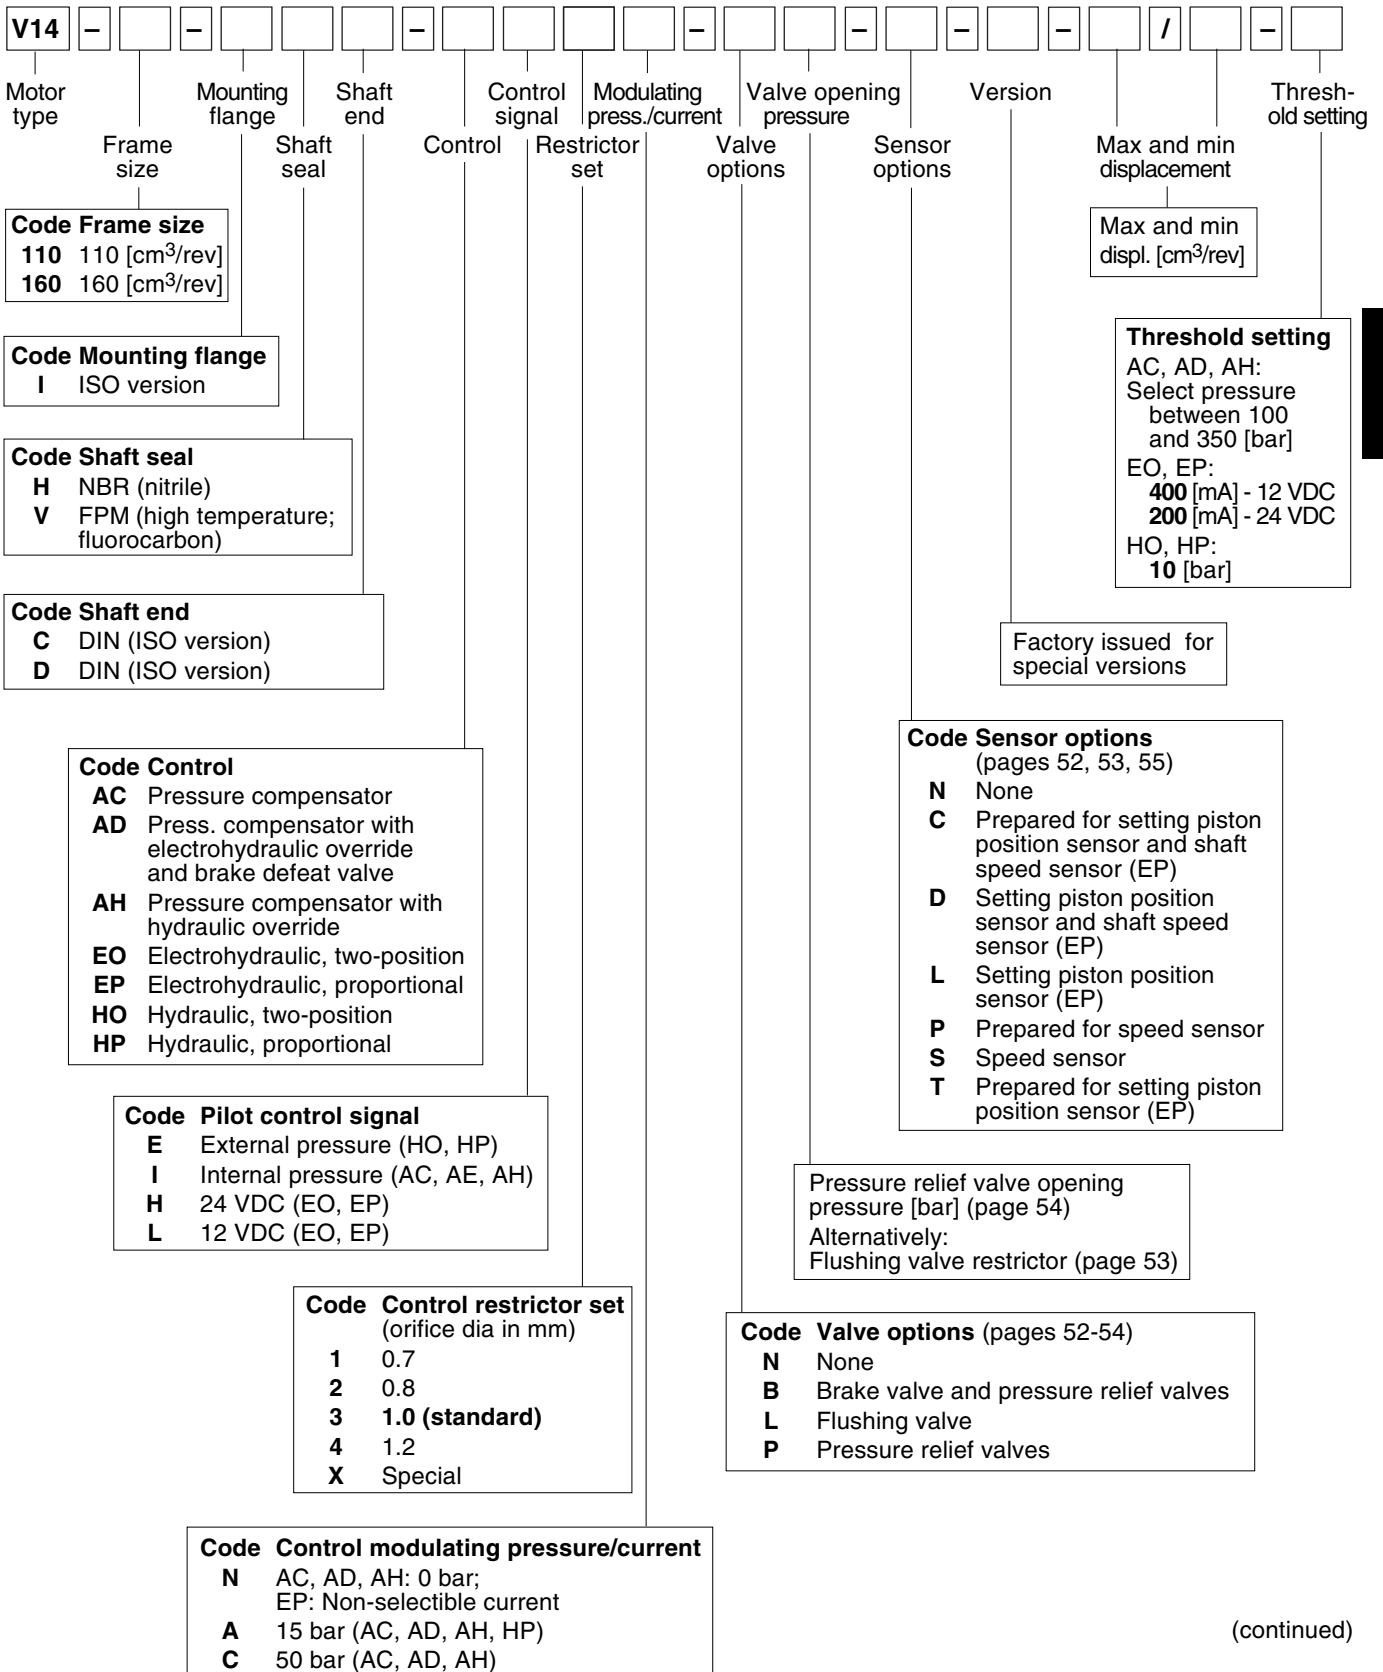 V14 – – – – – – – / –
Motor
type
Mounting
flange
Shaft
end
Control
signal
Modulating
press./current
Valve opening
pressure
Version
Thresh-
old setting
Frame
size
Shaft
seal
Control
Restrictor
set
Valve
options
Sensor
options
Max and min
displacement
Code Frame size
110 110 [cm³/rev]
160 160 [cm³/rev]
Max and min
displ. [cm³/rev]
Code Mounting flange
I ISO version
Threshold setting
AC, AD, AH:
Select pressure
between 100
and 350 [bar]
EO, EP:
400 [mA] - 12 VDC
200 [mA] - 24 VDC
HO, HP:
10 [bar]
Code Shaft seal
H NBR (nitrile)
V FPM (high temperature;
fluorocarbon)
Code Shaft end
C DIN (ISO version)
D DIN (ISO version)
Factory issued for
special versions
Code Control
AC Pressure compensator
AD Press. compensator with
electrohydraulic override
and brake defeat valve
AH Pressure compensator with
hydraulic override
EO Electrohydraulic, two-position
EP Electrohydraulic, proportional
HO Hydraulic, two-position
HP Hydraulic, proportional
Code Sensor options
(pages 52, 53, 55)
N None
C Prepared for setting piston
position sensor and shaft
speed sensor (EP)
D Setting piston position
sensor and shaft speed
sensor (EP)
L Setting piston position
sensor (EP)
P Prepared for speed sensor
S Speed sensor
T Prepared for setting piston
position sensor (EP)
Code Pilot control signal
E External pressure (HO, HP)
I Internal pressure (AC, AE, AH)
H 24 VDC (EO, EP)
L 12 VDC (EO, EP)
Pressure relief valve opening
pressure [bar] (page 54)
Alternatively:
Flushing valve restrictor (page 53)
Code Control restrictor set
(orifice dia in mm)
1 0.7
2 0.8
3 1.0 (standard)
4 1.2
X Special
Code Valve options (pages 52-54)
N None
B Brake valve and pressure relief valves
L Flushing valve
P Pressure relief valves
Code Control modulating pressure/current
N AC, AD, AH: 0 bar;
EP: Non-selectible current
A 15 bar (AC, AD, AH, HP)
C 50 bar (AC, AD, AH)
(continued)